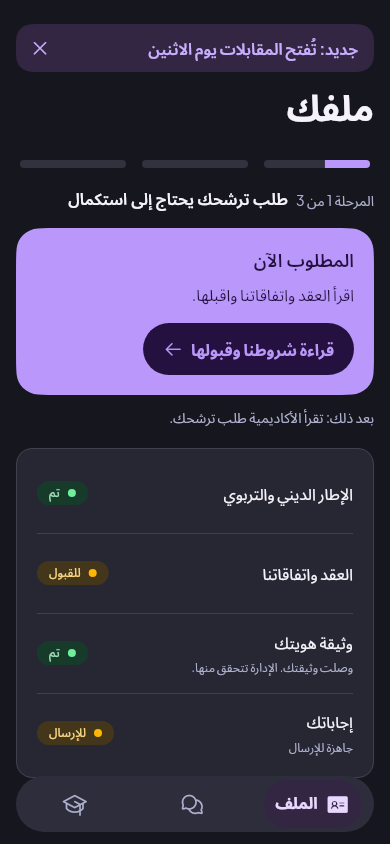 جديد: تُفتح المقابلات يوم الاثنين
ملفك
المرحلة 1 من 3 طلب ترشحك يحتاج إلى استكمال
المطلوب الآن
اقرأ العقد واتفاقاتنا واقبلها.
قراءة شروطنا وقبولها
بعد ذلك: تقرأ الأكاديمية طلب ترشحك.
الإطار الديني والتربوي تم
العقد واتفاقاتنا للقبول
وثيقة هويتك تم
وصلت وثيقتك. الإدارة تتحقق منها.
إجاباتك للإرسال
جاهزة للإرسال
الملف